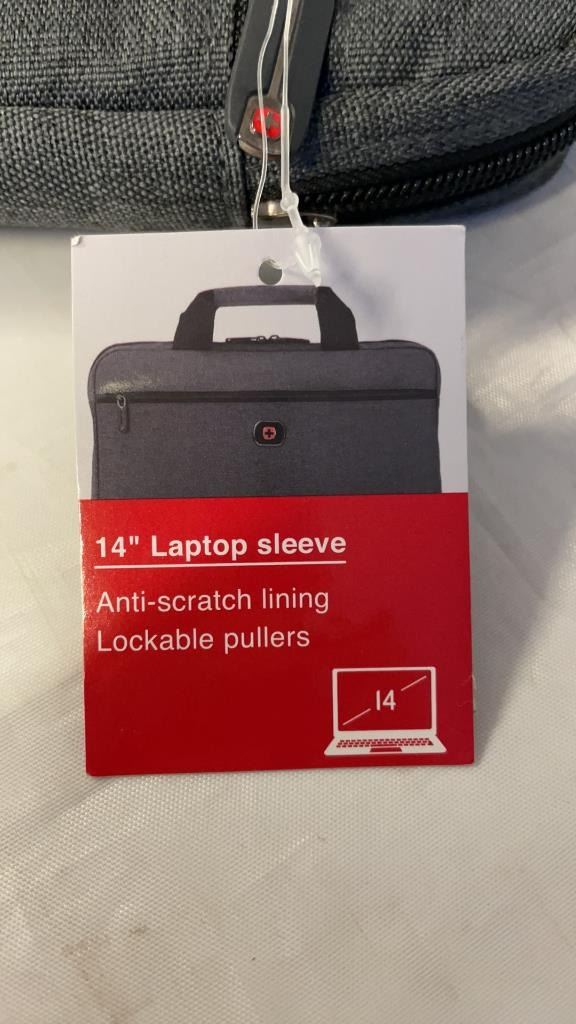 14" Laptop sleeve
Anti-scratch lining
Lockable pullers
14